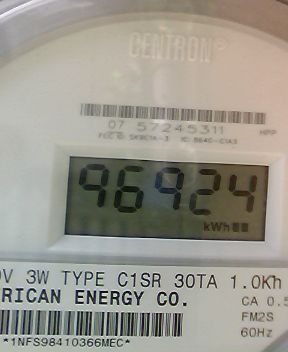 CENTRON®
07 57245311
HPP
96924
kWh
V 3W TYPE C1SR 30TA 1.0Kh
RICAN ENERGY CO.
CA 0.5
FM2S
60Hz
*1NFS98410366MEC*